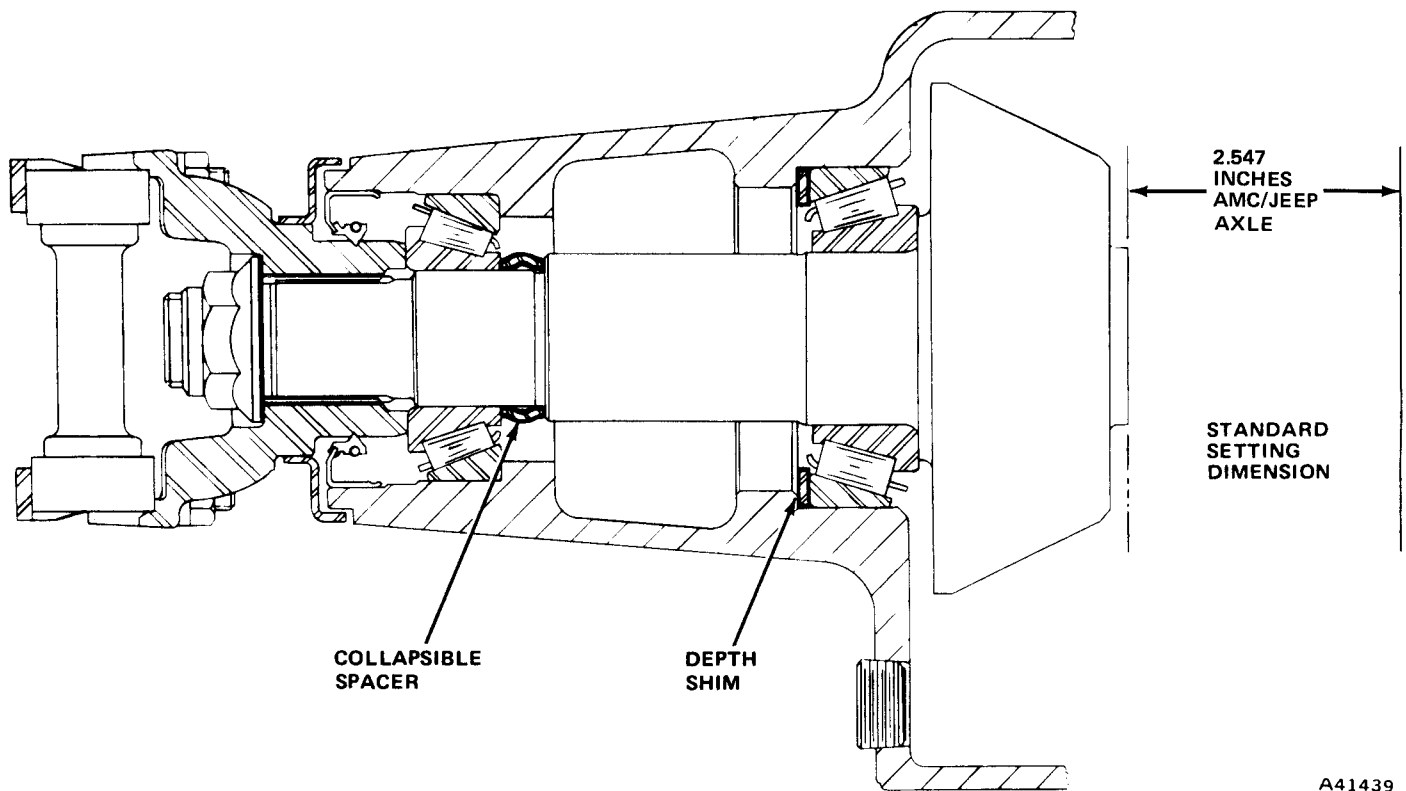 2.547
INCHES
AMC/JEEP
AXLE
STANDARD
SETTING
DIMENSION
COLLAPSIBLE
SPACER
DEPTH
SHIM
A41439